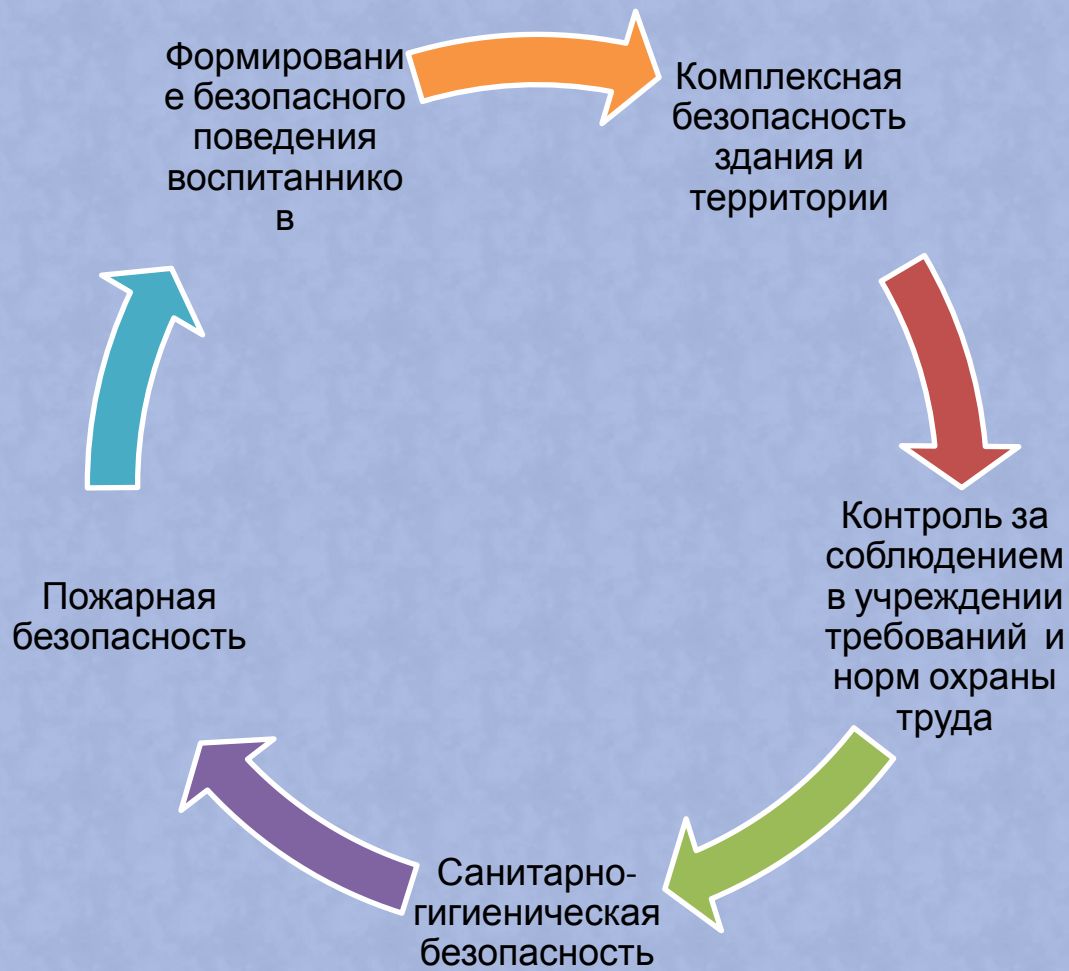 Формировани
е безопасного
поведения
воспитаннико
в
Комплексная
безопасность
здания и
территории
Контроль за
соблюдением
в учреждении
требований и
норм охраны
труда
Санитарно-
гигиеническая
безопасность
Пожарная
безопасность